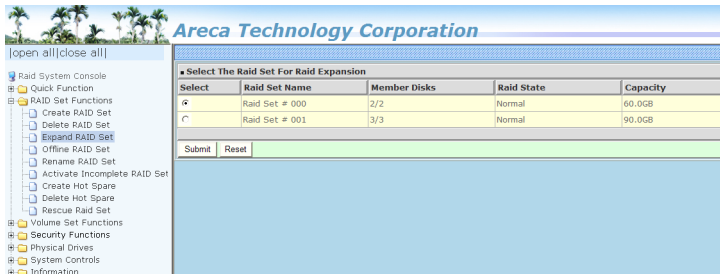 Areca Technology Corporation
|open all|close all|
Raid System Console
Quick Function
RAID Set Functions
Create RAID Set
Delete RAID Set
Expand RAID Set
Offline RAID Set
Rename RAID Set
Activate Incomplete RAID Set
Create Hot Spare
Delete Hot Spare
Rescue Raid Set
Volume Set Functions
Security Functions
Physical Drives
System Controls
Information
Select The Raid Set For Raid Expansion
Select Raid Set Name Member Disks Raid State Capacity
Raid Set # 000 2/2 Normal 60.0GB
Raid Set # 001 3/3 Normal 90.0GB
Submit Reset